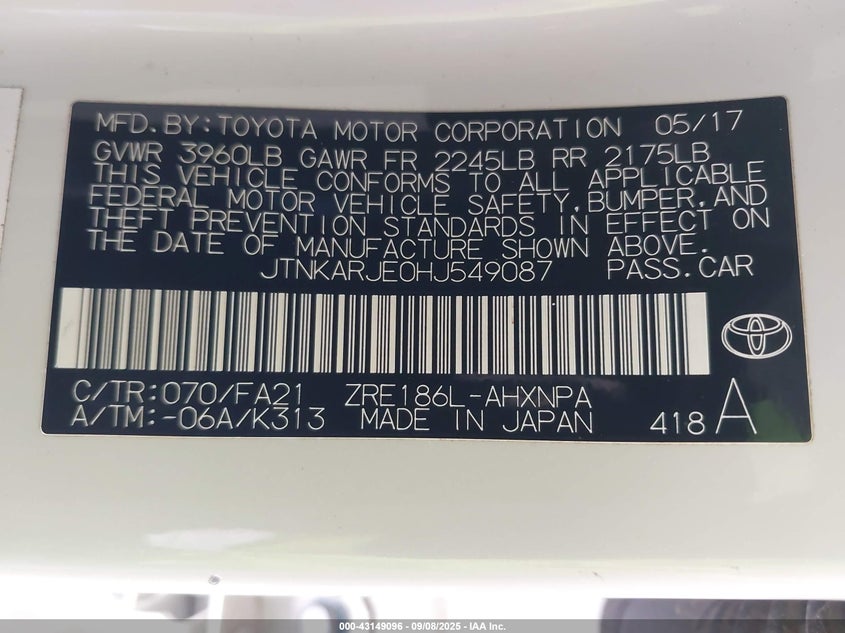 MFD.BY:TOYOTA MOTOR CORPORATION 05/17
GVWR 3960LB GAWR FR 2245LB RR 2175LB
THIS VEHICLE CONFORMS TO ALL APPLICABLE
FEDERAL MOTOR VEHICLE SAFETY,BUMPER,AND
THEFT PREVENTION STANDARDS IN EFFECT ON
THE DATE OF MANUFACTURE SHOWN ABOVE.
JTNKARJE0HJ549087 PASS.CAR
C/TR:070/FA21 ZRE186L-AHXNPA
A/TM:-06A/K313 MADE IN JAPAN 418 A
000-43149096 - 09/08/2025 - IAA Inc.